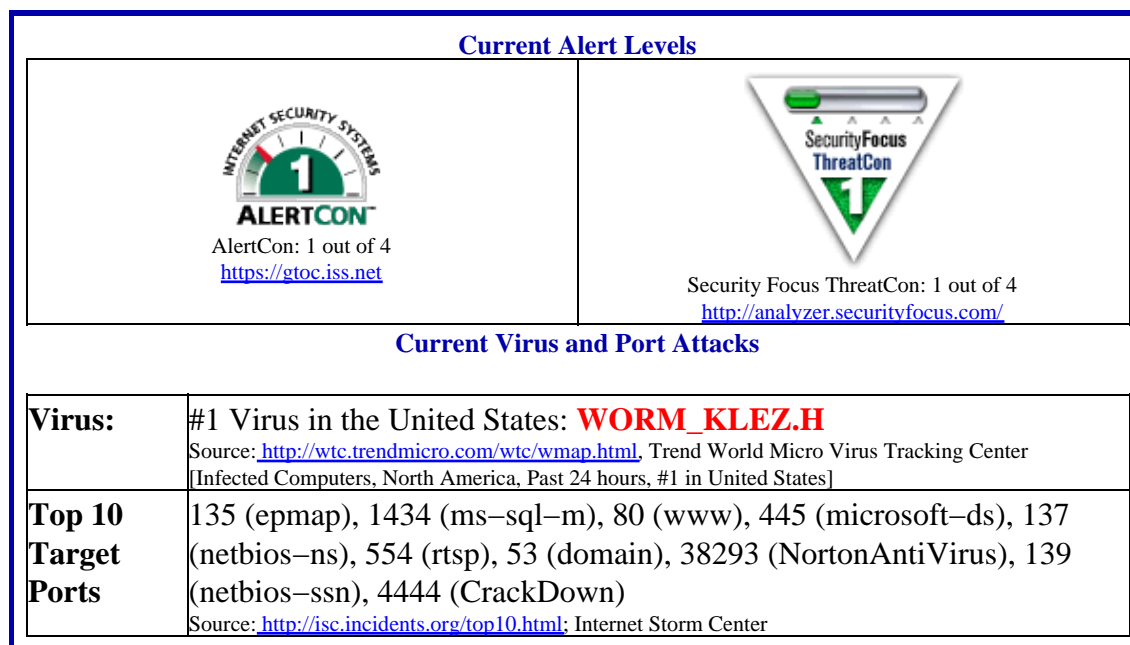 Current Alert Levels
INTERNET SECURITY SYSTEMS
1
ALERTCON™
AlertCon: 1 out of 4
https://gtoc.iss.net
SecurityFocus
ThreatCon
1
Security Focus ThreatCon: 1 out of 4
http://analyzer.securityfocus.com/
Current Virus and Port Attacks
Virus:
#1 Virus in the United States: WORM_KLEZ.H
Source: http://wtc.trendmicro.com/wtc/wmap.html, Trend World Micro Virus Tracking Center
[Infected Computers, North America, Past 24 hours, #1 in United States]
Top 10
Target
Ports
135 (epmap), 1434 (ms−sql−m), 80 (www), 445 (microsoft−ds), 137
(netbios−ns), 554 (rtsp), 53 (domain), 38293 (NortonAntiVirus), 139
(netbios−ssn), 4444 (CrackDown)
Source: http://isc.incidents.org/top10.html; Internet Storm Center